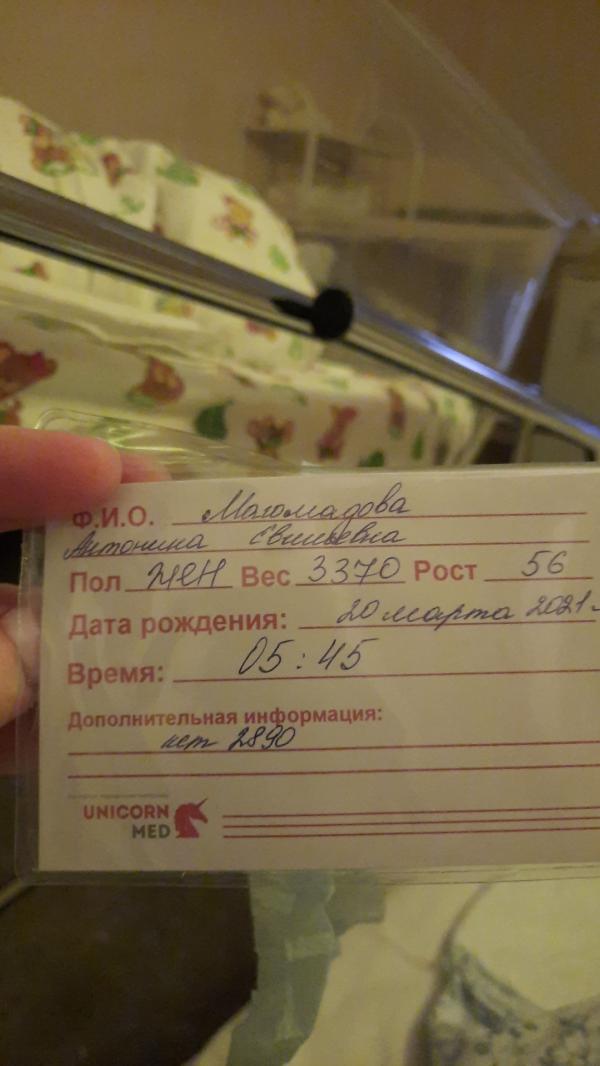 Ф.И.О. Магомадова
Антонина
Пол жен Вес 3370 Рост 56
Дата рождения: 20 марта 2021г
Время: 05:45
Дополнительная информация:
2890
UNICORN
MED